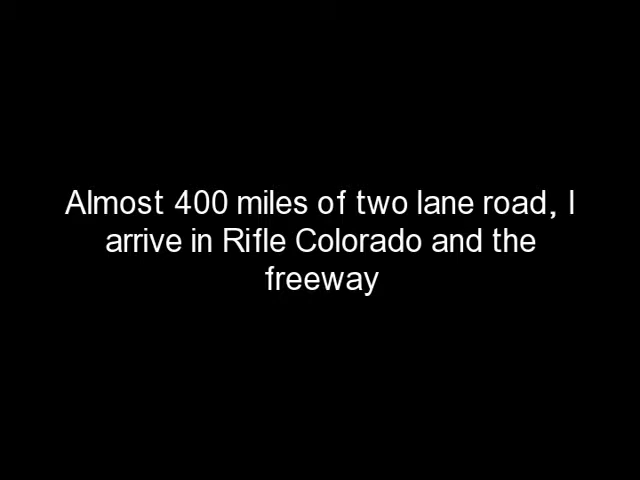 Almost 400 miles of two lane road, I
arrive in Rifle Colorado and the
freeway